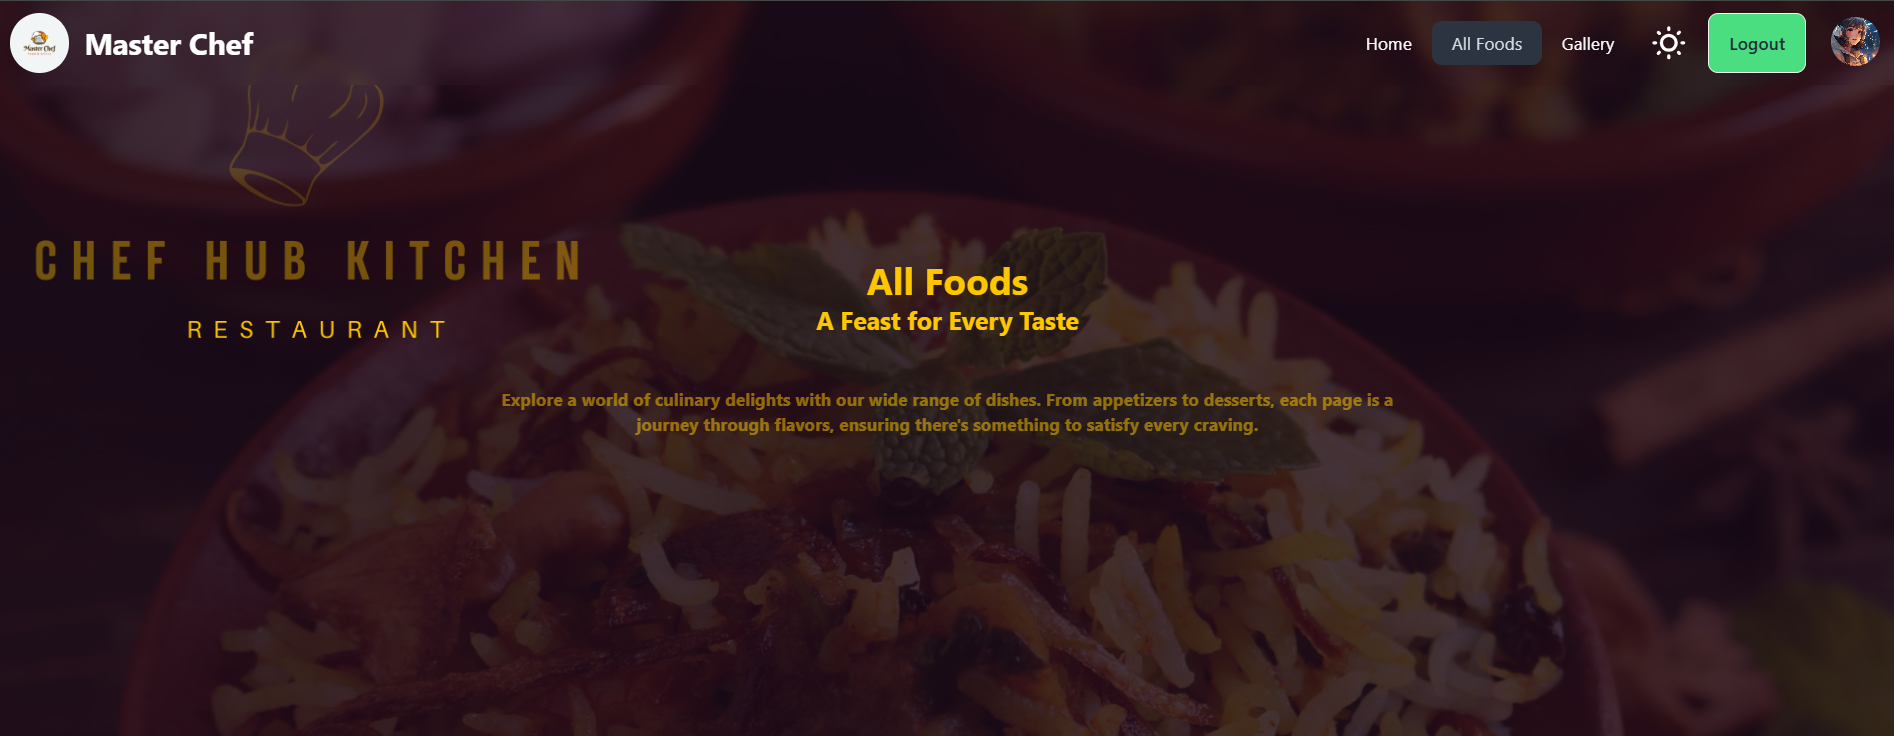 Master Chef
Master Chef
Home
All Foods
Gallery
Logout
CHEF HUB KITCHEN
RESTAURANT
All Foods
A Feast for Every Taste
Explore a world of culinary delights with our wide range of dishes. From appetizers to desserts, each page is a
journey through flavors, ensuring there's something to satisfy every craving.